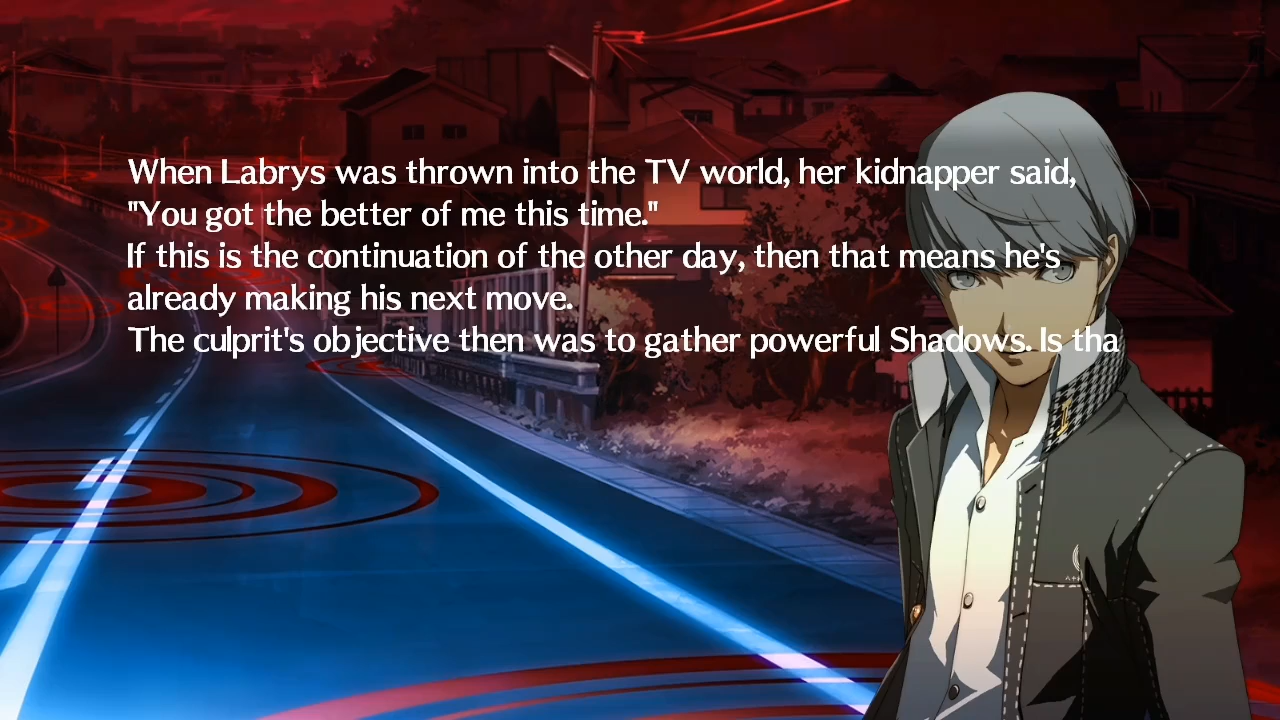 When Labrys was thrown into the TV world, her kidnapper said,
"You got the better of me this time."
If this is the continuation of the other day, then that means he's
already making his next move.
The culprit's objective then was to gather powerful Shadows. Is tha